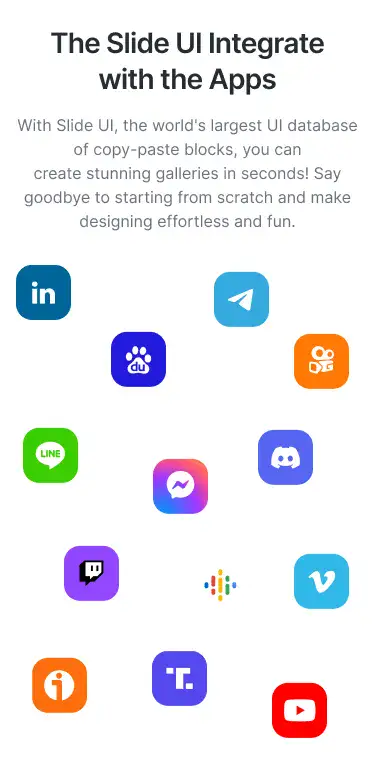 The Slide UI Integrate
with the Apps
With Slide UI, the world's largest UI database
of copy-paste blocks, you can
create stunning galleries in seconds! Say
goodbye to starting from scratch and make
designing effortless and fun.
in
du
LINE
T.